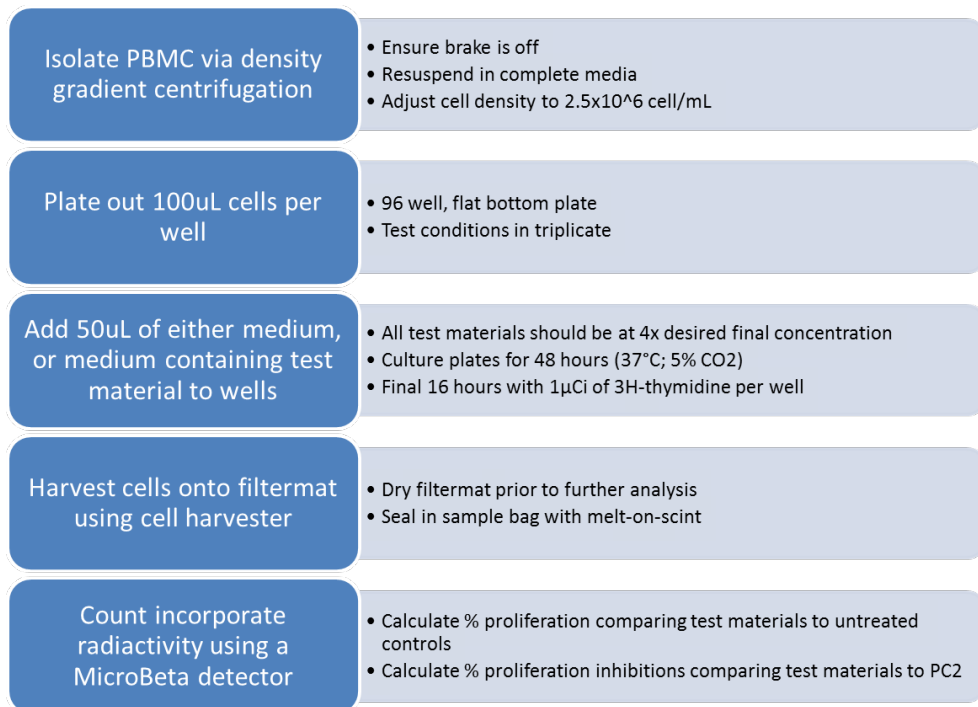 Isolate PBMC via density
gradient centrifugation
• Ensure brake is off
• Resuspend in complete media
• Adjust cell density to 2.5x10^6 cell/mL
Plate out 100uL cells per
well
• 96 well, flat bottom plate
• Test conditions in triplicate
Add 50uL of either medium,
or medium containing test
material to wells
• All test materials should be at 4x desired final concentration
• Culture plates for 48 hours (37°C; 5% CO2)
• Final 16 hours with 1µCi of 3H-thymidine per well
Harvest cells onto filtermat
using cell harvester
• Dry filtermat prior to further analysis
• Seal in sample bag with melt-on-scint
Count incorporate
radiactivity using a
MicroBeta detector
• Calculate % proliferation comparing test materials to untreated
controls
• Calculate % proliferation inhibitions comparing test materials to PC2